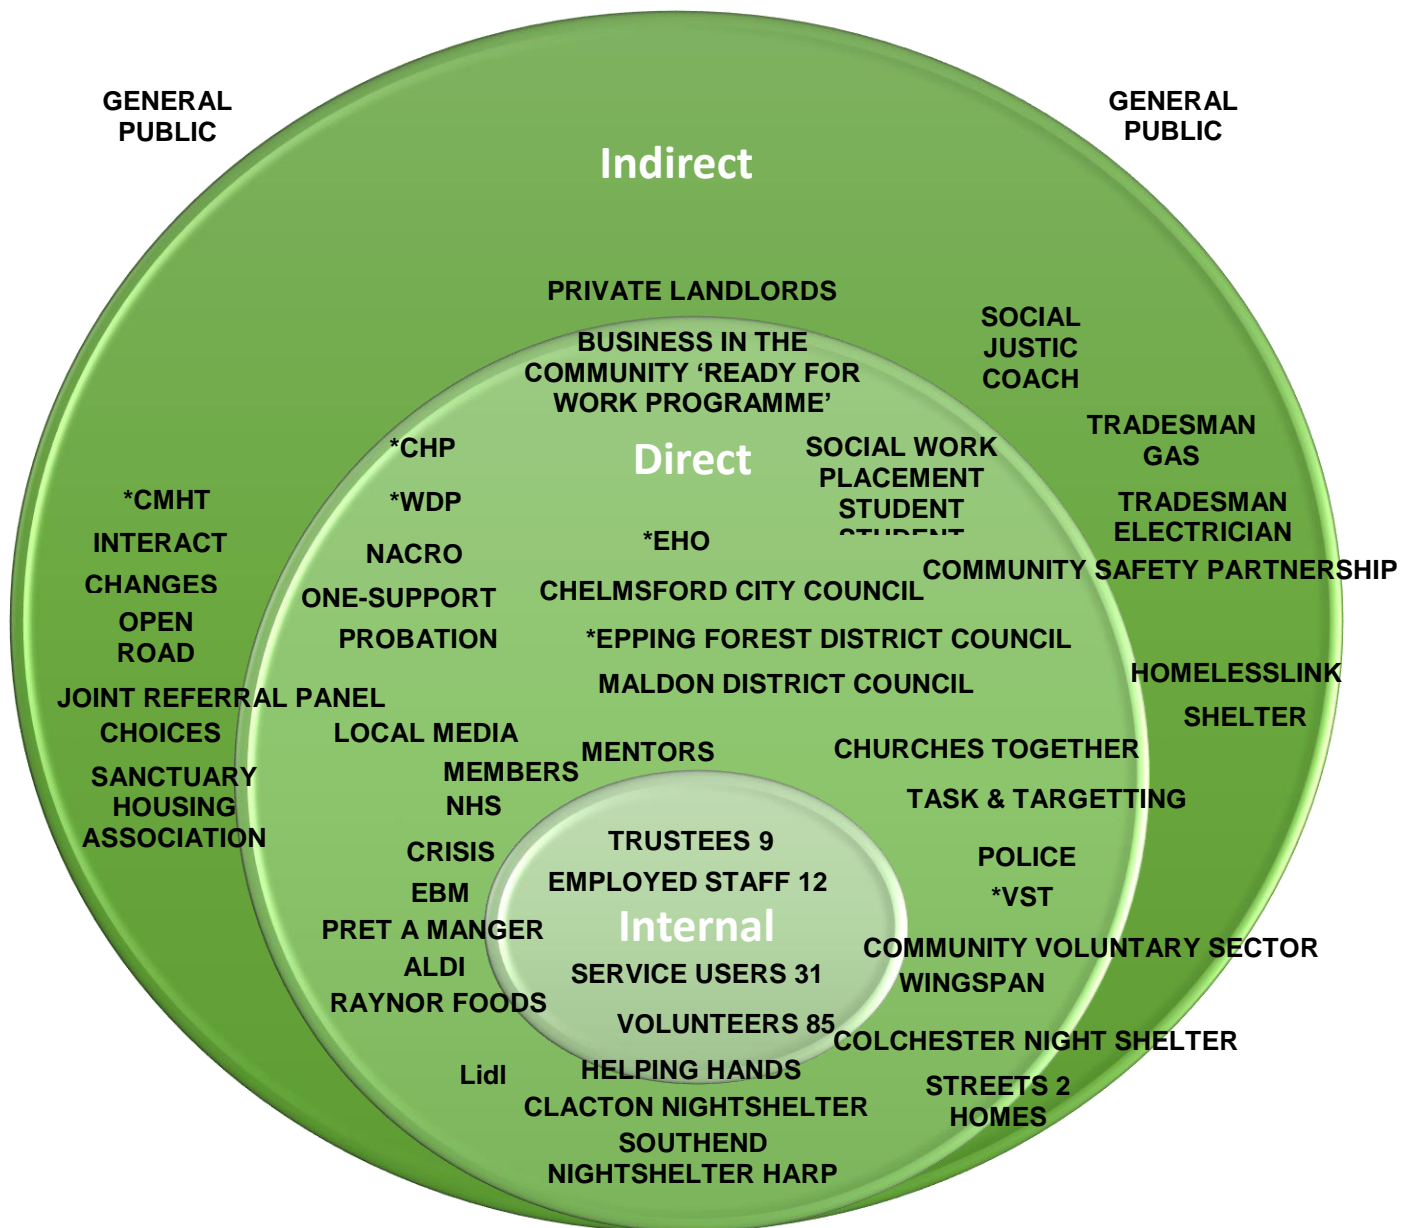 GENERAL
PUBLIC
GENERAL
PUBLIC
Indirect
PRIVATE LANDLORDS
SOCIAL
JUSTIC
COACH
BUSINESS IN THE
COMMUNITY ‘READY FOR
WORK PROGRAMME’
TRADESMAN
GAS
*CHP
Direct
SOCIAL WORK
PLACEMENT
STUDENT
STUDENT
*CMHT
*WDP
TRADESMAN
ELECTRICIAN
INTERACT
NACRO
*EHO
COMMUNITY SAFETY PARTNERSHIP
CHANGES
ONE-SUPPORT
CHELMSFORD CITY COUNCIL
OPEN
ROAD
PROBATION
*EPPING FOREST DISTRICT COUNCIL
HOMELESSLINK
MALDON DISTRICT COUNCIL
JOINT REFERRAL PANEL
SHELTER
CHOICES
LOCAL MEDIA
MENTORS
CHURCHES TOGETHER
SANCTUARY
HOUSING
ASSOCIATION
MEMBERS
NHS
TASK & TARGETTING
TRUSTEES 9
CRISIS
POLICE
EMPLOYED STAFF 12
EBM
*VST
PRET A MANGER
Internal
COMMUNITY VOLUNTARY SECTOR
ALDI
SERVICE USERS 31
WINGSPAN
RAYNOR FOODS
VOLUNTEERS 85
COLCHESTER NIGHT SHELTER
Lidl
HELPING HANDS
STREETS 2
HOMES
CLACTON NIGHTSHELTER
SOUTHEND
NIGHTSHELTER HARP